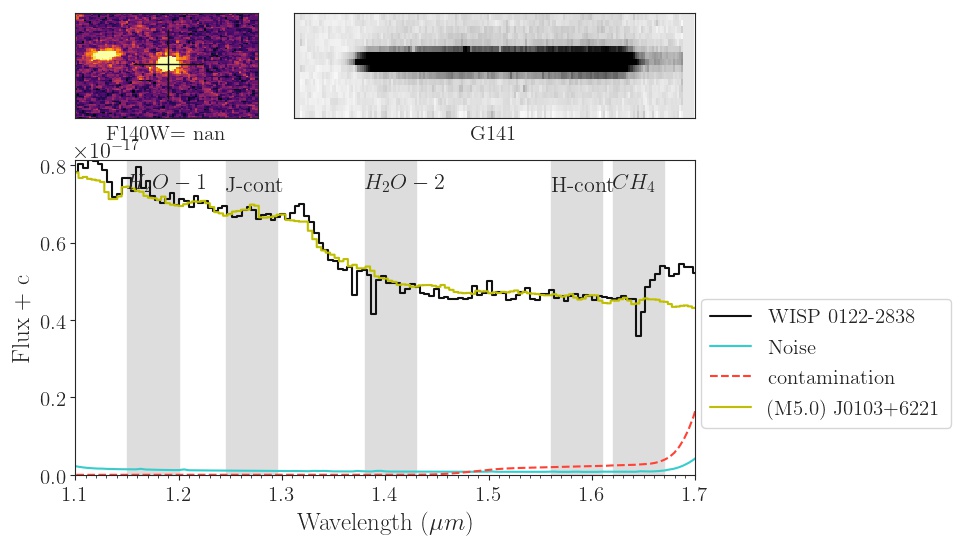 F140W= nan
G141
×10⁻¹⁷
H₂O − 1
J-cont
H₂O − 2
H-cont
CH₄
0.8
0.6
0.4
0.2
0.0
Flux + c
1.1
1.2
1.3
1.4
1.5
1.6
1.7
Wavelength (μm)
WISP 0122-2838
Noise
contamination
(M5.0) J0103+6221